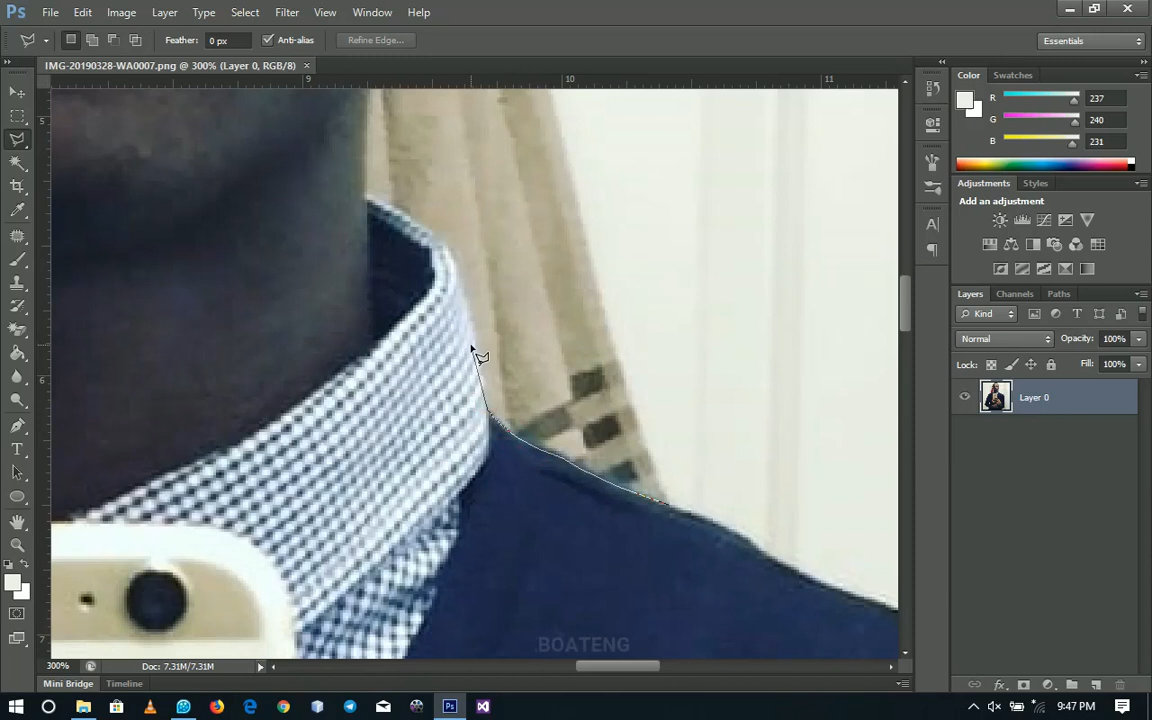 Ps File Edit Image Layer Type Select Filter View Window Help
Feather: 0 px Anti-alias Refine Edge... Essentials
IMG-20190328-WA0007.png @ 300% (Layer 0, RGB/8) ×
9 10 11
5
6
7
Color Swatches
R 237
G 240
B 231
Adjustments Styles
Add an adjustment
Layers Channels Paths
Kind
Normal Opacity: 100%
Lock: Fill: 100%
Layer 0
BOATENG
300% Doc: 7.31M/7.31M
Mini Bridge Timeline
9:47 PM